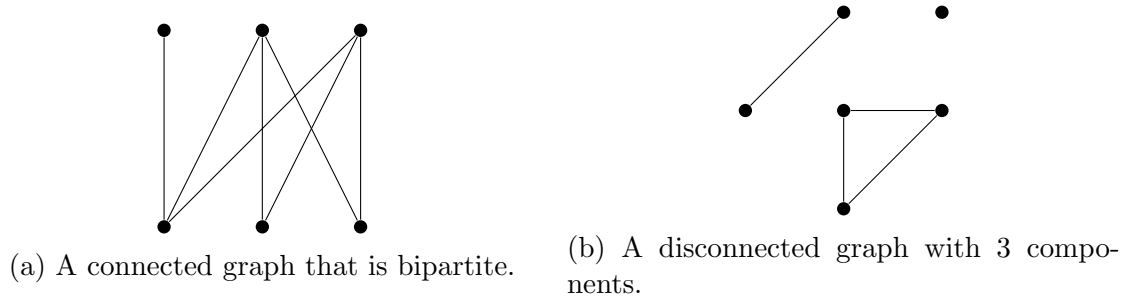 (a) A connected graph that is bipartite.
(b) A disconnected graph with 3 compo-
nents.